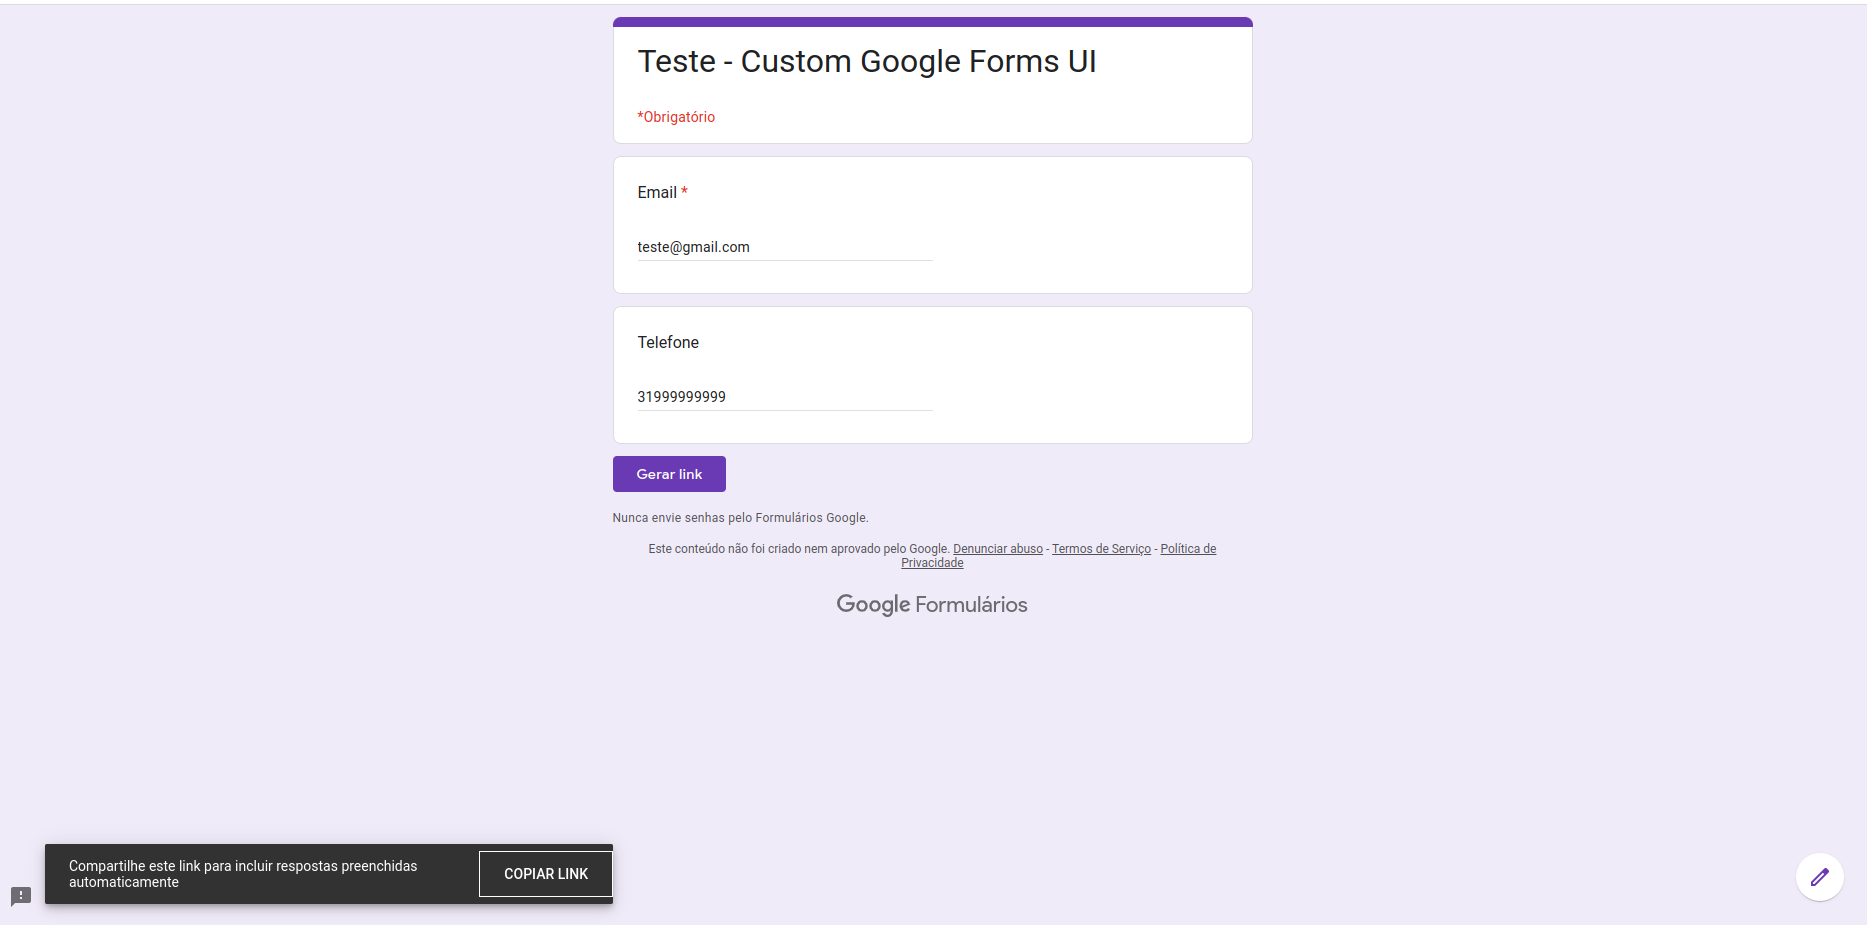 Teste - Custom Google Forms UI
*Obrigatório
Email *
teste@gmail.com
Telefone
31999999999
Gerar link
Nunca envie senhas pelo Formulários Google.
Este conteúdo não foi criado nem aprovado pelo Google. Denunciar abuso - Termos de Serviço - Política de
Privacidade
Google Formulários
Compartilhe este link para incluir respostas preenchidas
automaticamente
COPIAR LINK